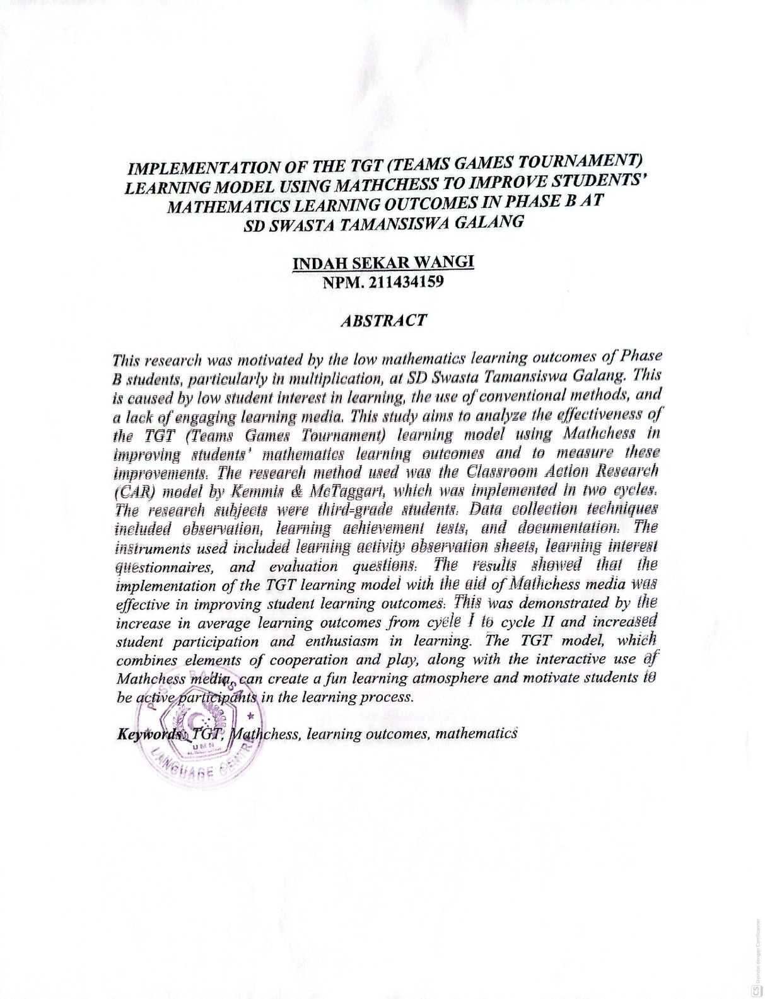 IMPLEMENTATION OF THE TGT (TEAMS GAMES TOURNAMENT)
LEARNING MODEL USING MATHCHESS TO IMPROVE STUDENTS'
MATHEMATICS LEARNING OUTCOMES IN PHASE B AT
SD SWASTA TAMANSISWA GALANG
INDAH SEKAR WANGI
NPM. 211434159
ABSTRACT
This research was motivated by the low mathematics learning outcomes of Phase
B students, particularly in multiplication, at SD Swasta Tamansiswa Galang. This
is caused by low student interest in learning, the use of conventional methods, and
a lack of engaging learning media. This study aims to analyze the effectiveness of
the TGT (Teams Games Tournament) learning model using Mathchess in
improving students' mathematics learning outcomes and to measure these
improvements. The research method used was the Classroom Action Research
(CAR) model by Kemmis & McTaggart, which was implemented in two cycles.
The research subjects were third-grade students. Data collection techniques
included observation, learning achievement tests, and documentation. The
instruments used included learning activity observation sheets, learning interest
questionnaires, and evaluation questions. The results showed that the
implementation of the TGT learning model with the aid of Mathchess media was
effective in improving student learning outcomes. This was demonstrated by the
increase in average learning outcomes from cycle I to cycle II and increased
student participation and enthusiasm in learning. The TGT model, which
combines elements of cooperation and play, along with the interactive use of
Mathchess media, can create a fun learning atmosphere and motivate students to
be active participants in the learning process.
Keywords: TGT, Mathchess, learning outcomes, mathematics
PUSAT BAHASA
UMN
LANGUAGE CENTRE
CS Dipindai dengan CamScanner